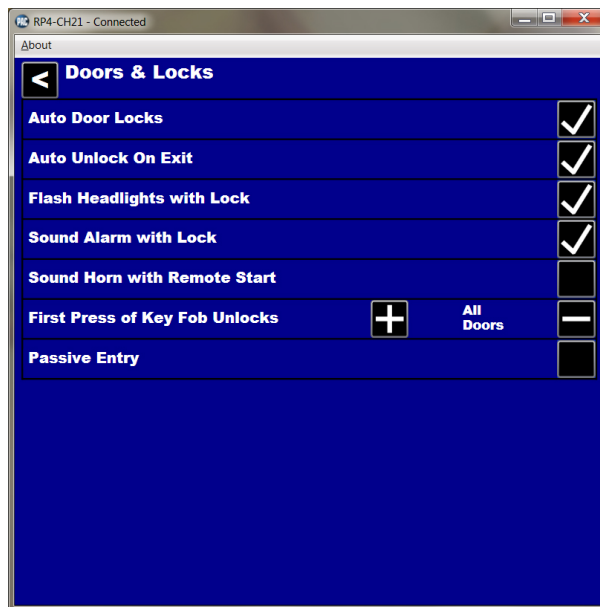 RP4-CH21 - Connected
About
< Doors & Locks
Auto Door Locks
Auto Unlock On Exit
Flash Headlights with Lock
Sound Alarm with Lock
Sound Horn with Remote Start
First Press of Key Fob Unlocks + All Doors −
Passive Entry